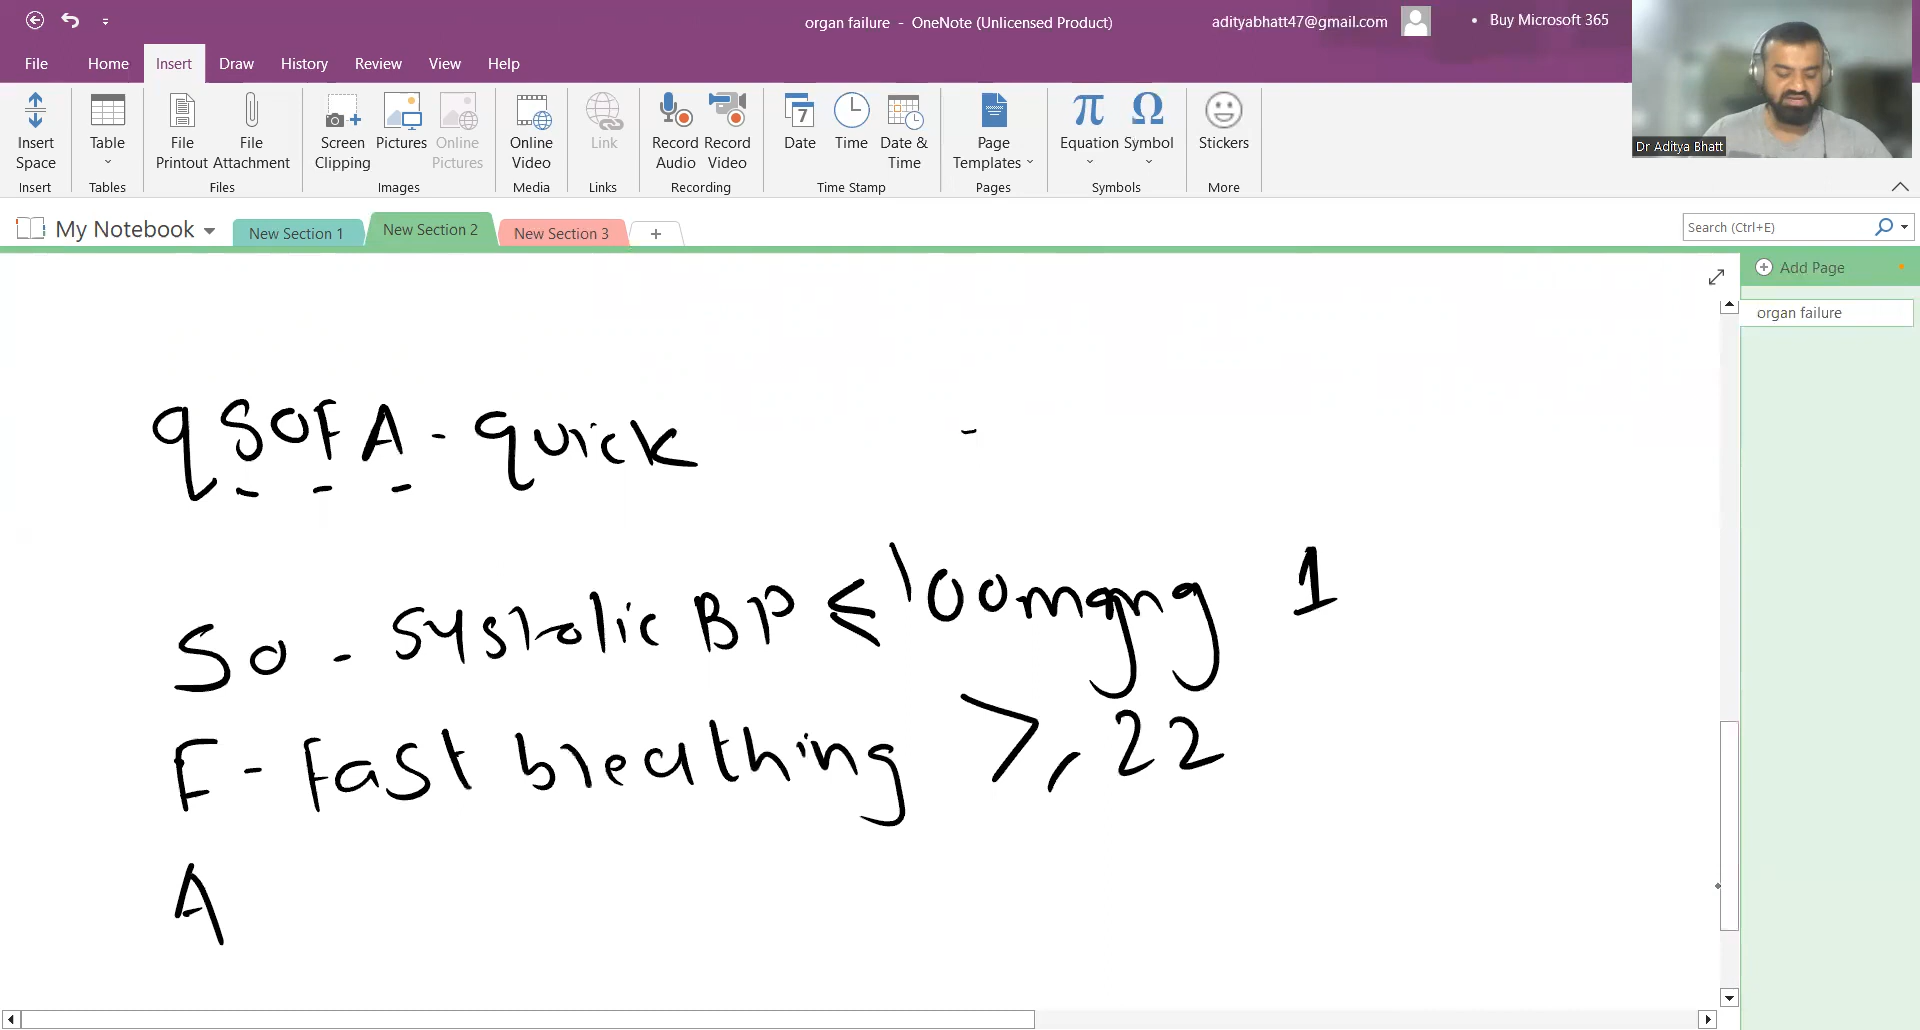 organ failure - OneNote (Unlicensed Product)
adityabhatt47@gmail.com
• Buy Microsoft 365
File Home Insert Draw History Review View Help
Insert Space
Table
File Printout
File Attachment
Screen Clipping
Pictures
Online Pictures
Online Video
Link
Record Audio
Record Video
7
Date
Time
Date & Time
Page Templates
π
Equation
Ω
Symbol
Stickers
Insert Tables Files Images Media Links Recording Time Stamp Pages Symbols More
Dr Aditya Bhatt
My Notebook New Section 1 New Section 2 New Section 3 +
Search (Ctrl+E)
Add Page
organ failure
qSOFA - quick -
So - systolic BP ≤ 100mgng 1
F - Fast breathing >, 22
A